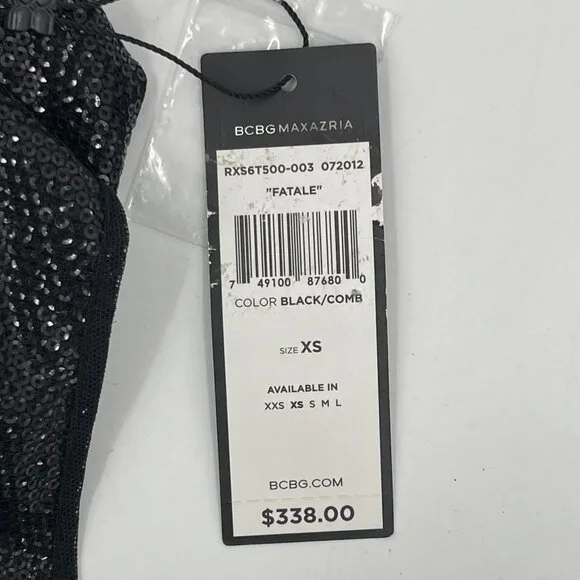 BCBGMAXAZRIA
RXS6T500-003 072012
"FATALE"
7 49100 87680 0
COLOR BLACK/COMB
SIZE XS
AVAILABLE IN
XXS XS S M L
BCBG.COM
$338.00